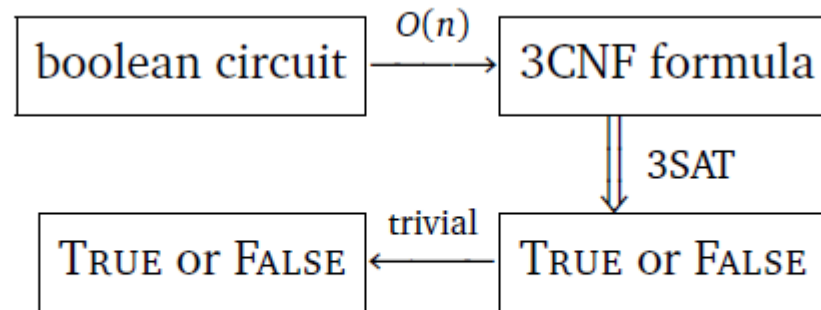 O(n)
boolean circuit
3CNF formula
3SAT
trivial
TRUE or FALSE
TRUE or FALSE